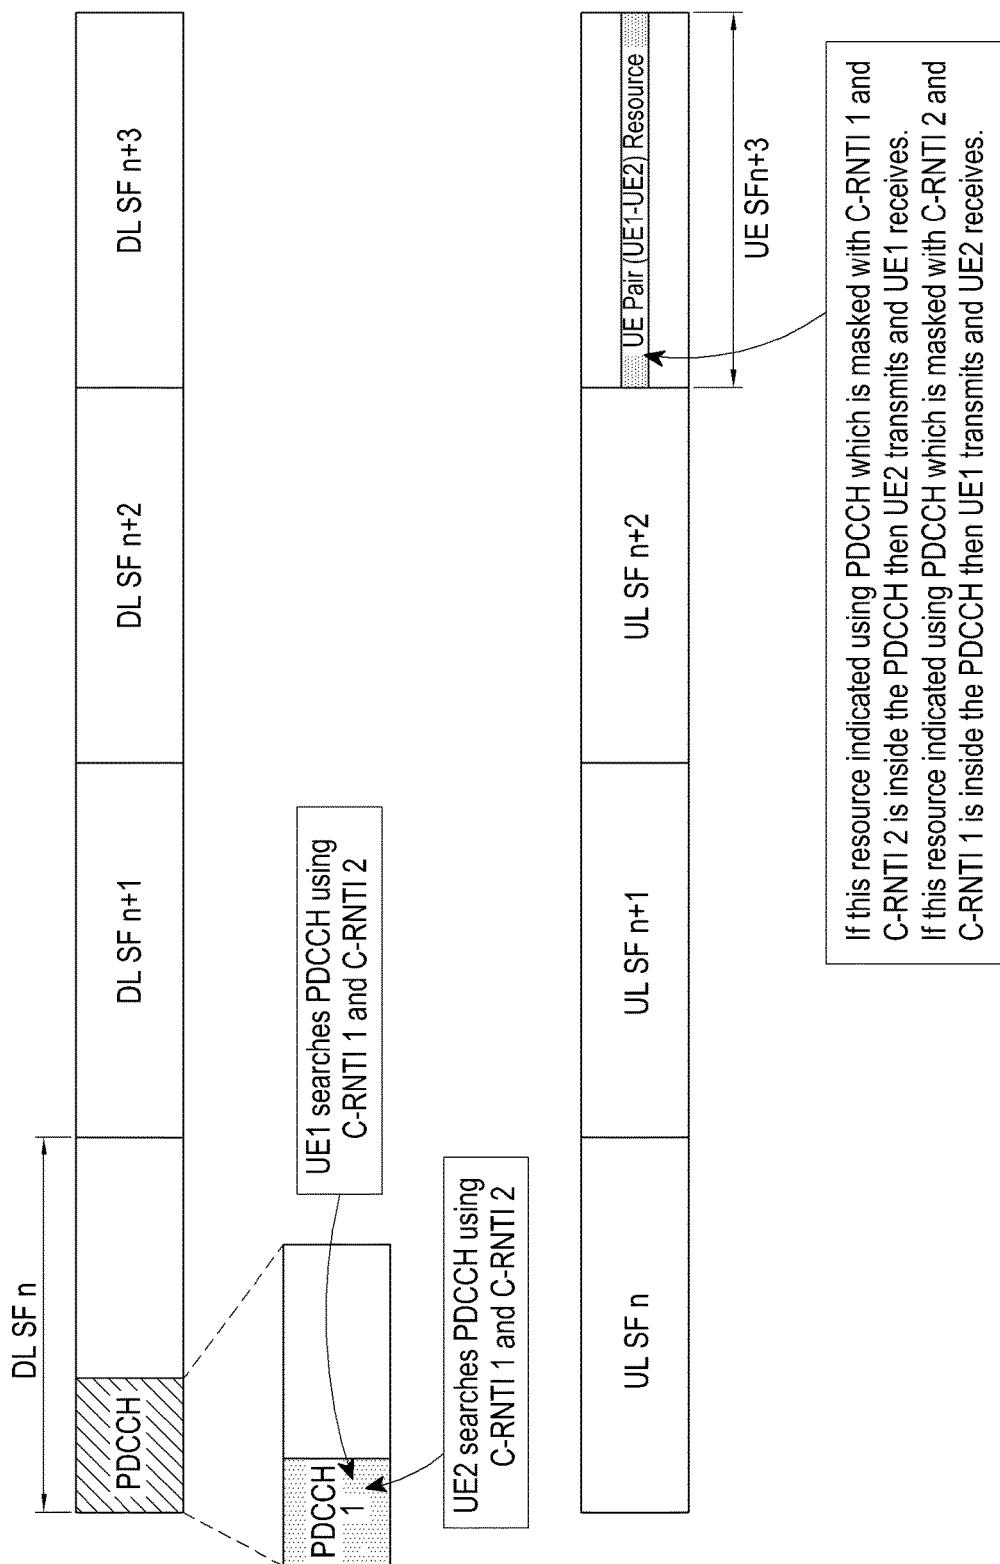 DL SF n
PDCCH
DL SF n+1
DL SF n+2
DL SF n+3
PDCCH
1
UE1 searches PDCCH using
C-RNTI 1 and C-RNTI 2
UE2 searches PDCCH using
C-RNTI 1 and C-RNTI 2
UL SF n
UL SF n+1
UL SF n+2
UE Pair (UE1-UE2) Resource
UE SFn+3
If this resource indicated using PDCCH which is masked with C-RNTI 1 and
C-RNTI 2 is inside the PDCCH then UE2 transmits and UE1 receives.
If this resource indicated using PDCCH which is masked with C-RNTI 2 and
C-RNTI 1 is inside the PDCCH then UE1 transmits and UE2 receives.